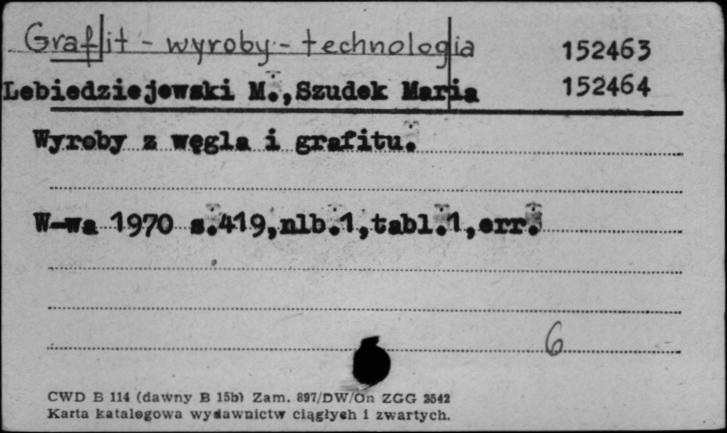 Grafit - wyroby - technologia 152463
Lebiedziejewski M.,Szudek Maria 152464
Wyroby z węgla i grafitu.
W-wa 1970 s.419,nlb.1,tabl.1,err.
6
CWD B 114 (dawny B 15b) Zam. 897/DW/On ZGG 2542
Karta katalogowa wydawnictw ciągłych i zwartych.